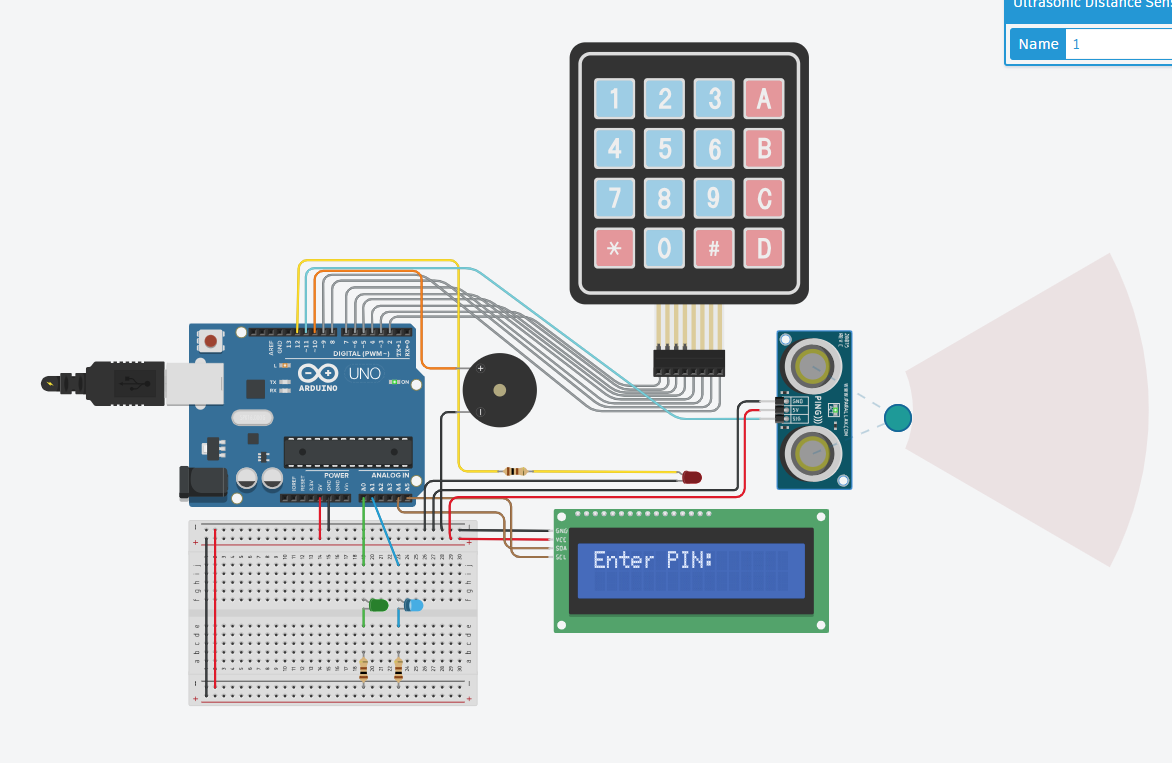 Ultrasonic Distance Sens
Name 1
1 2 3 A
4 5 6 B
7 8 9 C
* 0 # D
AREF
GND
13
12
~11
~10
~9
8
7
~6
~5
4
~3
2
TX→1
RX←0
DIGITAL (PWM~)
L
TX
RX
ARDUINO
UNO
ON
POWER
ANALOG IN
IOREF
RESET
3.3V
5V
GND
GND
Vin
A0
A1
A2
A3
A4
A5
GND
5V
SIG
PING)))
WWW.PARALLAX.COM
28015
REV C
GND
VCC
SDA
SCL
Enter PIN: